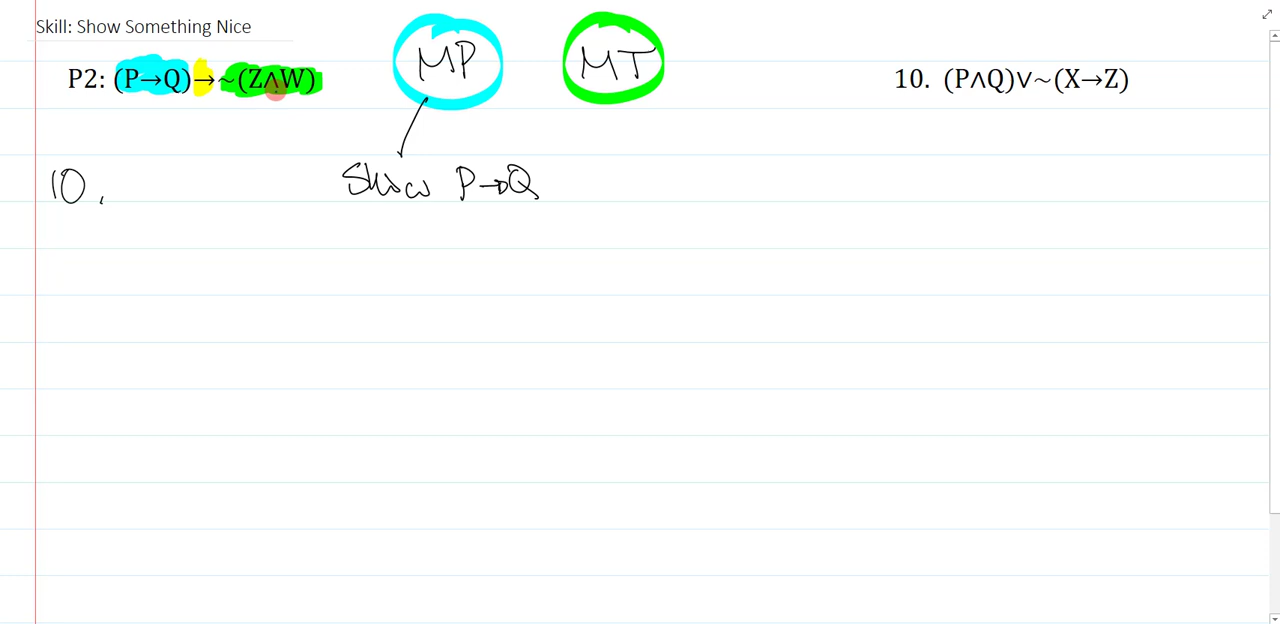 Skill: Show Something Nice
MP MT
P2: (P→Q)→~(Z∧W) 10. (P∧Q)∨~(X→Z)
10. Show P→Q